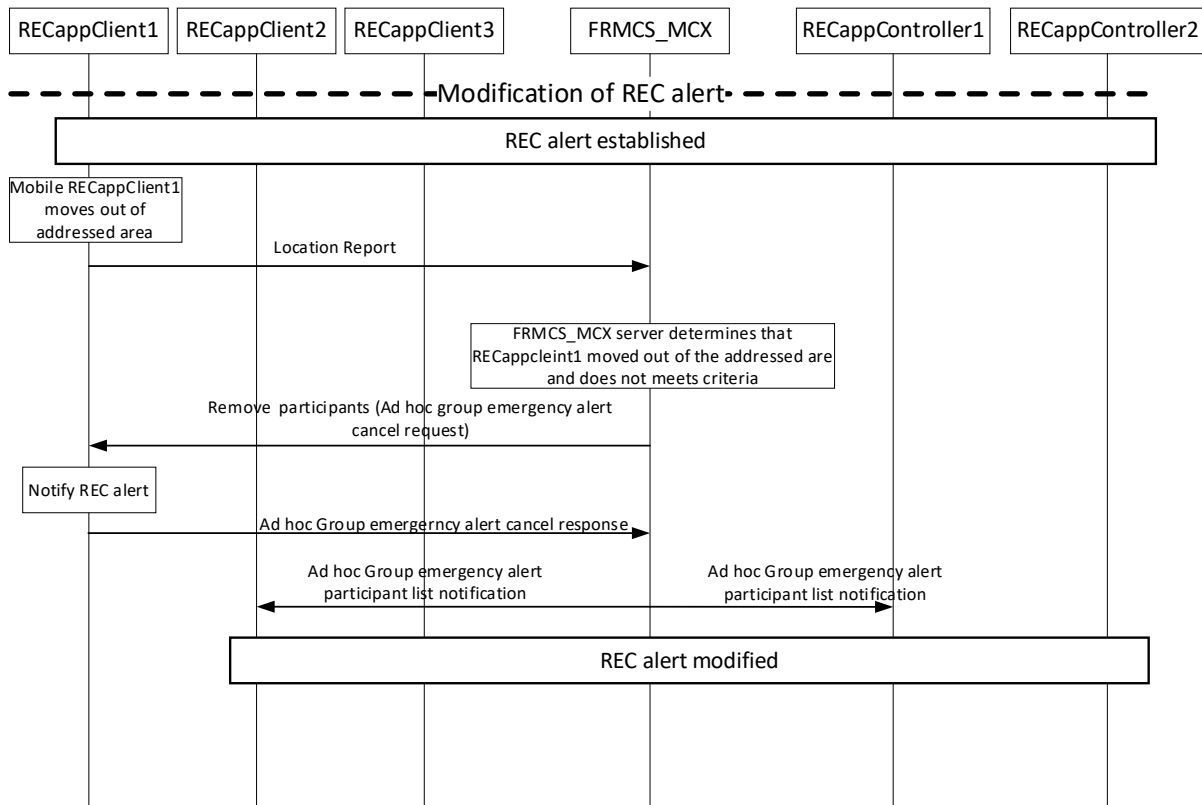 RECappClient1
RECappClient2
RECappClient3
FRMCS_MCX
RECappController1
RECappController2
Modification of REC alert
REC alert established
Mobile RECappClient1
moves out of
addressed area
Location Report
FRMCS_MCX server determines that
RECappcleint1 moved out of the addressed are
and does not meets criteria
Remove participants (Ad hoc group emergency alert
cancel request)
Notify REC alert
Ad hoc Group emergerncy alert cancel response
Ad hoc Group emergency alert
participant list notification
Ad hoc Group emergency alert
participant list notification
REC alert modified